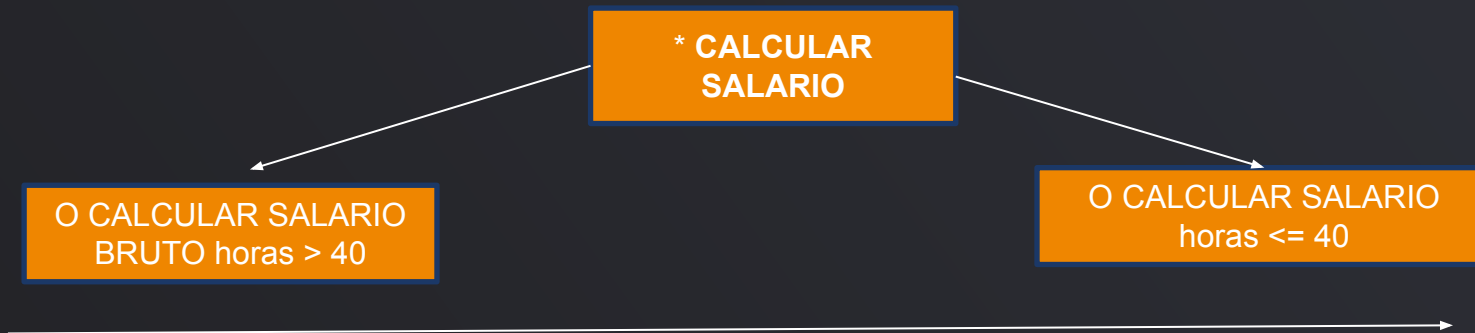 * CALCULAR
SALARIO
O CALCULAR SALARIO
BRUTO horas > 40
O CALCULAR SALARIO
horas <= 40